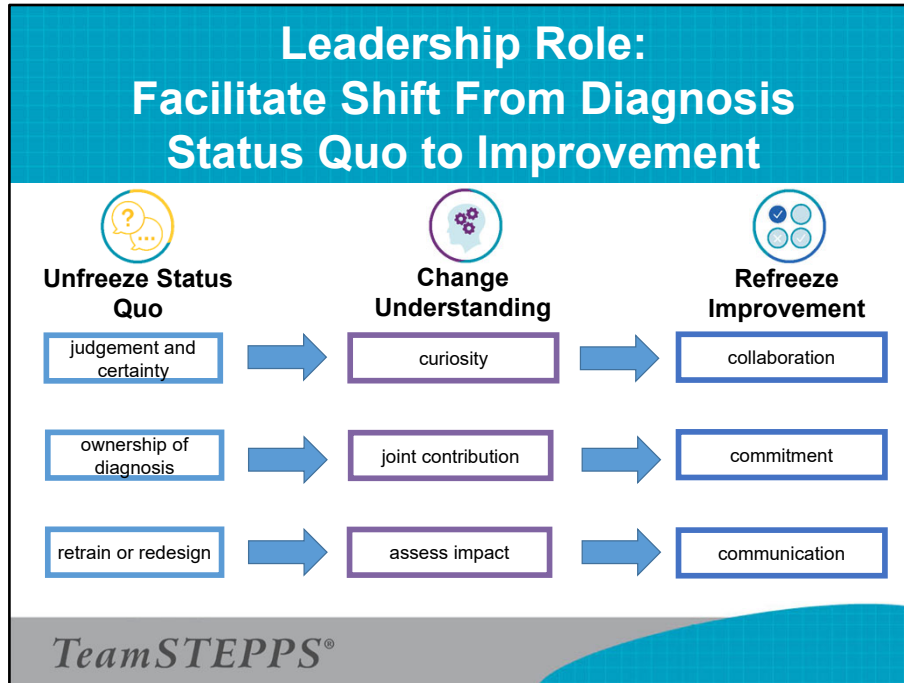 Leadership Role:
Facilitate Shift From Diagnosis
Status Quo to Improvement
?
...
Unfreeze Status
Quo
Change
Understanding
Refreeze
Improvement
judgement and
certainty
curiosity
collaboration
ownership of
diagnosis
joint contribution
commitment
retrain or redesign
assess impact
communication
TeamSTEPPS®